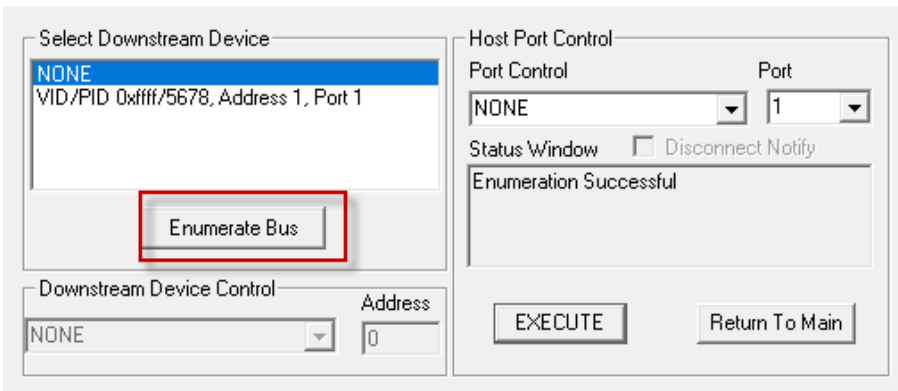 Select Downstream Device
NONE
VID/PID 0xffff/5678, Address 1, Port 1
Enumerate Bus
Downstream Device Control
Address
NONE
0
Host Port Control
Port Control
Port
NONE
1
Status Window
Disconnect Notify
Enumeration Successful
EXECUTE
Return To Main